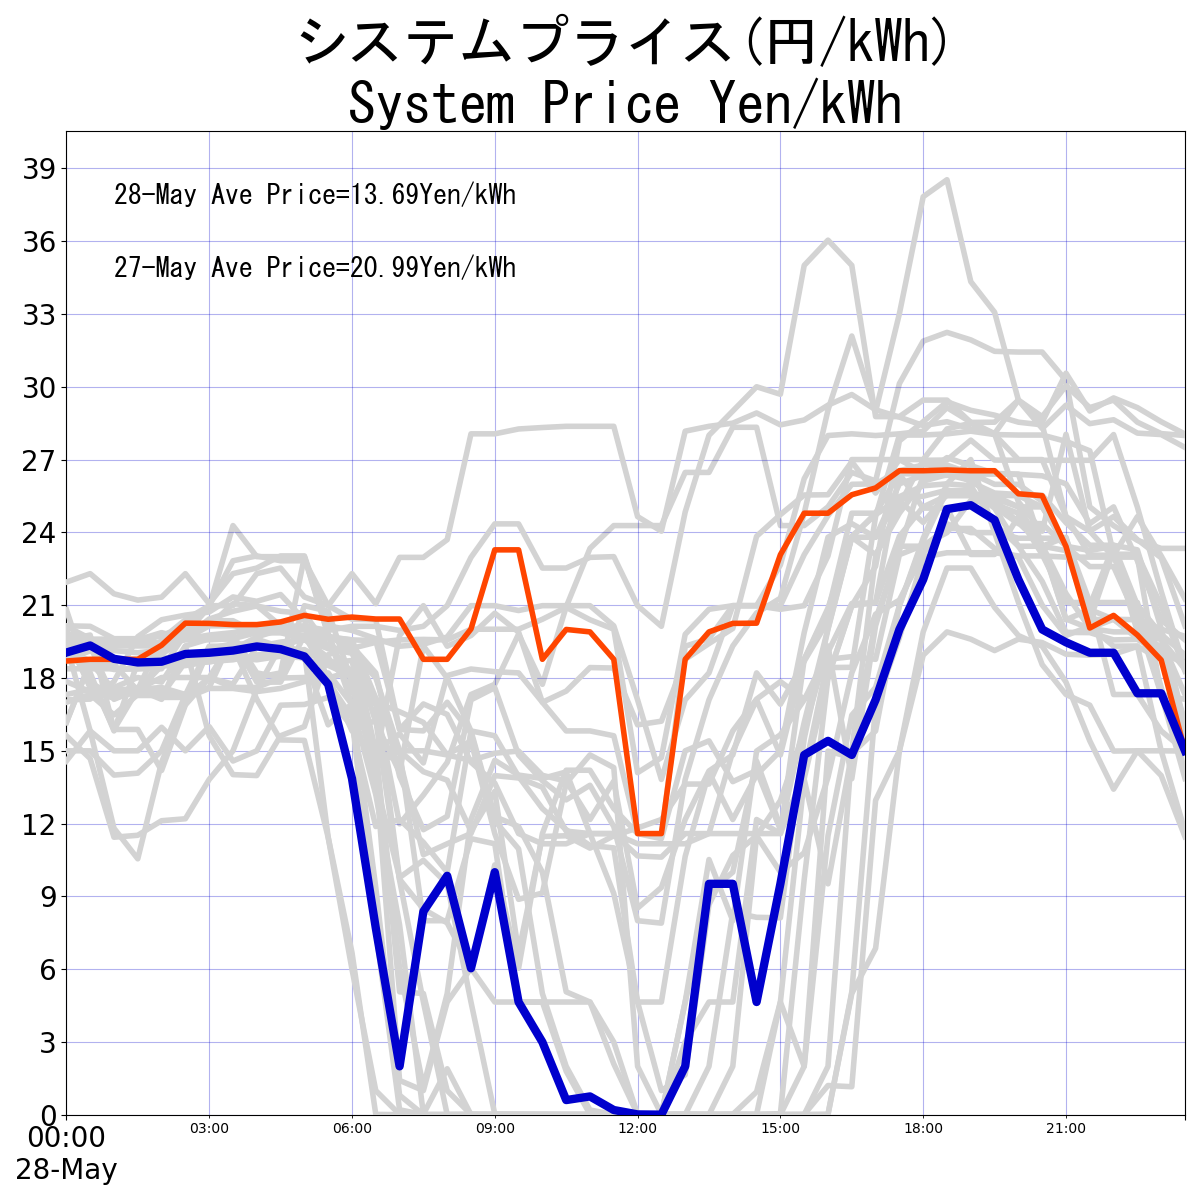 システムプライス(円/kWh)
System Price Yen/kWh
28-May Ave Price=13.69Yen/kWh
27-May Ave Price=20.99Yen/kWh
39
36
33
30
27
24
21
18
15
12
9
6
3
0
00:00 03:00 06:00 09:00 12:00 15:00 18:00 21:00
28-May